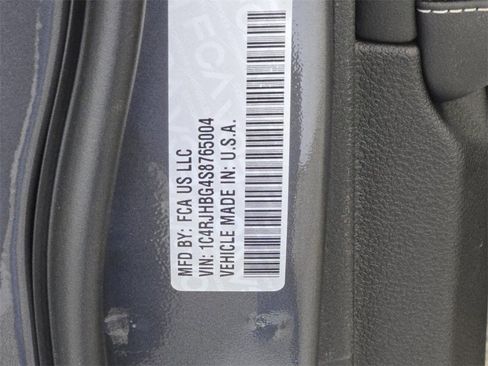 MFD BY: FCA US LLC
VIN: 1C4RJHBG4S8765004
VEHICLE MADE IN: U.S.A.